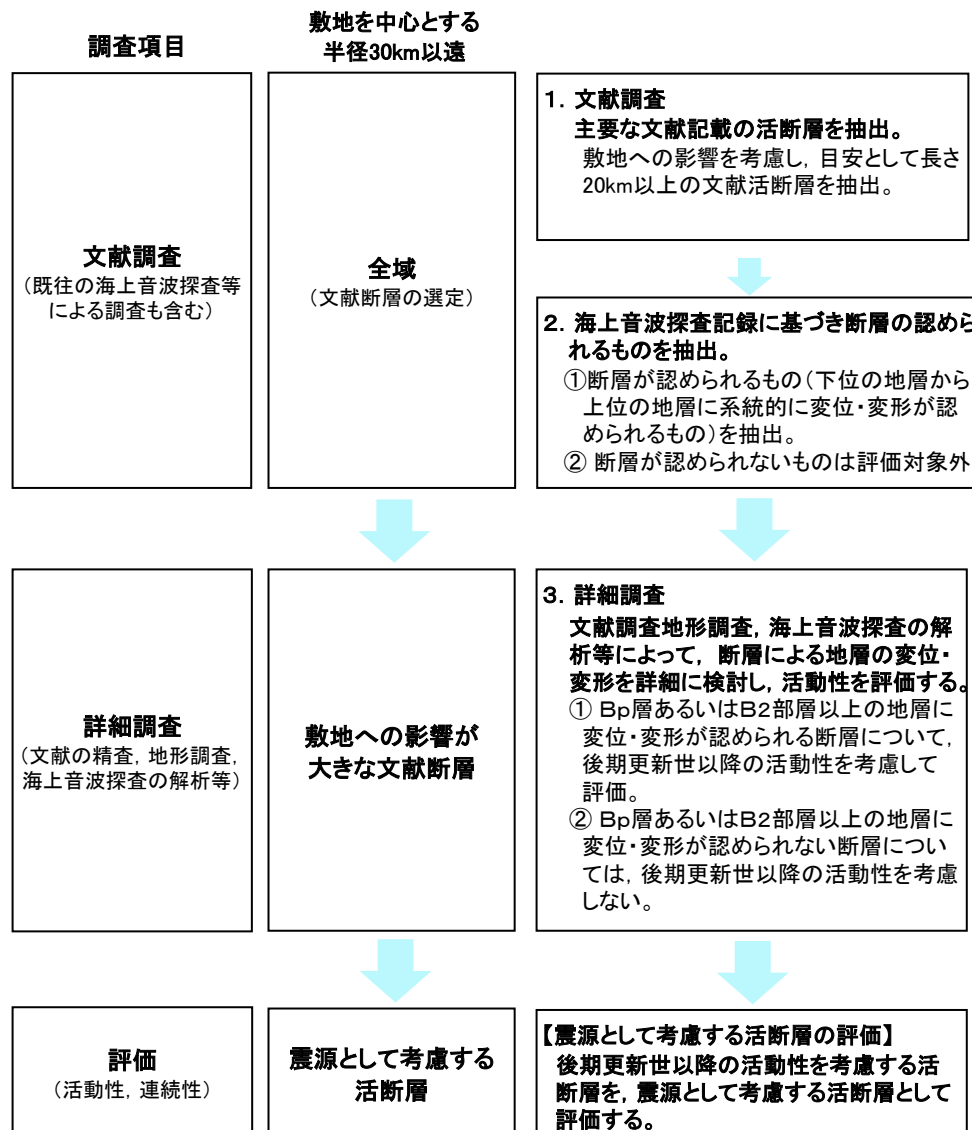 調査項目
敷地を中心とする
半径30km以遠
文献調査
(既往の海上音波探査等
による調査も含む)
全域
(文献断層の選定)
1. 文献調査
主要な文献記載の活断層を抽出。
敷地への影響を考慮し, 目安として長さ
20km以上の文献活断層を抽出。
2. 海上音波探査記録に基づき断層の認めら
れるものを抽出。
①断層が認められるもの(下位の地層から
上位の地層に系統的に変位・変形が認
められるもの)を抽出。
② 断層が認められないものは評価対象外
詳細調査
(文献の精査, 地形調査,
海上音波探査の解析等)
敷地への影響が
大きな文献断層
3. 詳細調査
文献調査地形調査, 海上音波探査の解
析等によって, 断層による地層の変位・
変形を詳細に検討し, 活動性を評価する。
① Bp層あるいはB2部層以上の地層に
変位・変形が認められる断層について,
後期更新世以降の活動性を考慮して
評価。
② Bp層あるいはB2部層以上の地層に
変位・変形が認められない断層につい
ては, 後期更新世以降の活動性を考慮
しない。
評価
(活動性, 連続性)
震源として考慮する
活断層
【震源として考慮する活断層の評価】
後期更新世以降の活動性を考慮する活
断層を, 震源として考慮する活断層として
評価する。